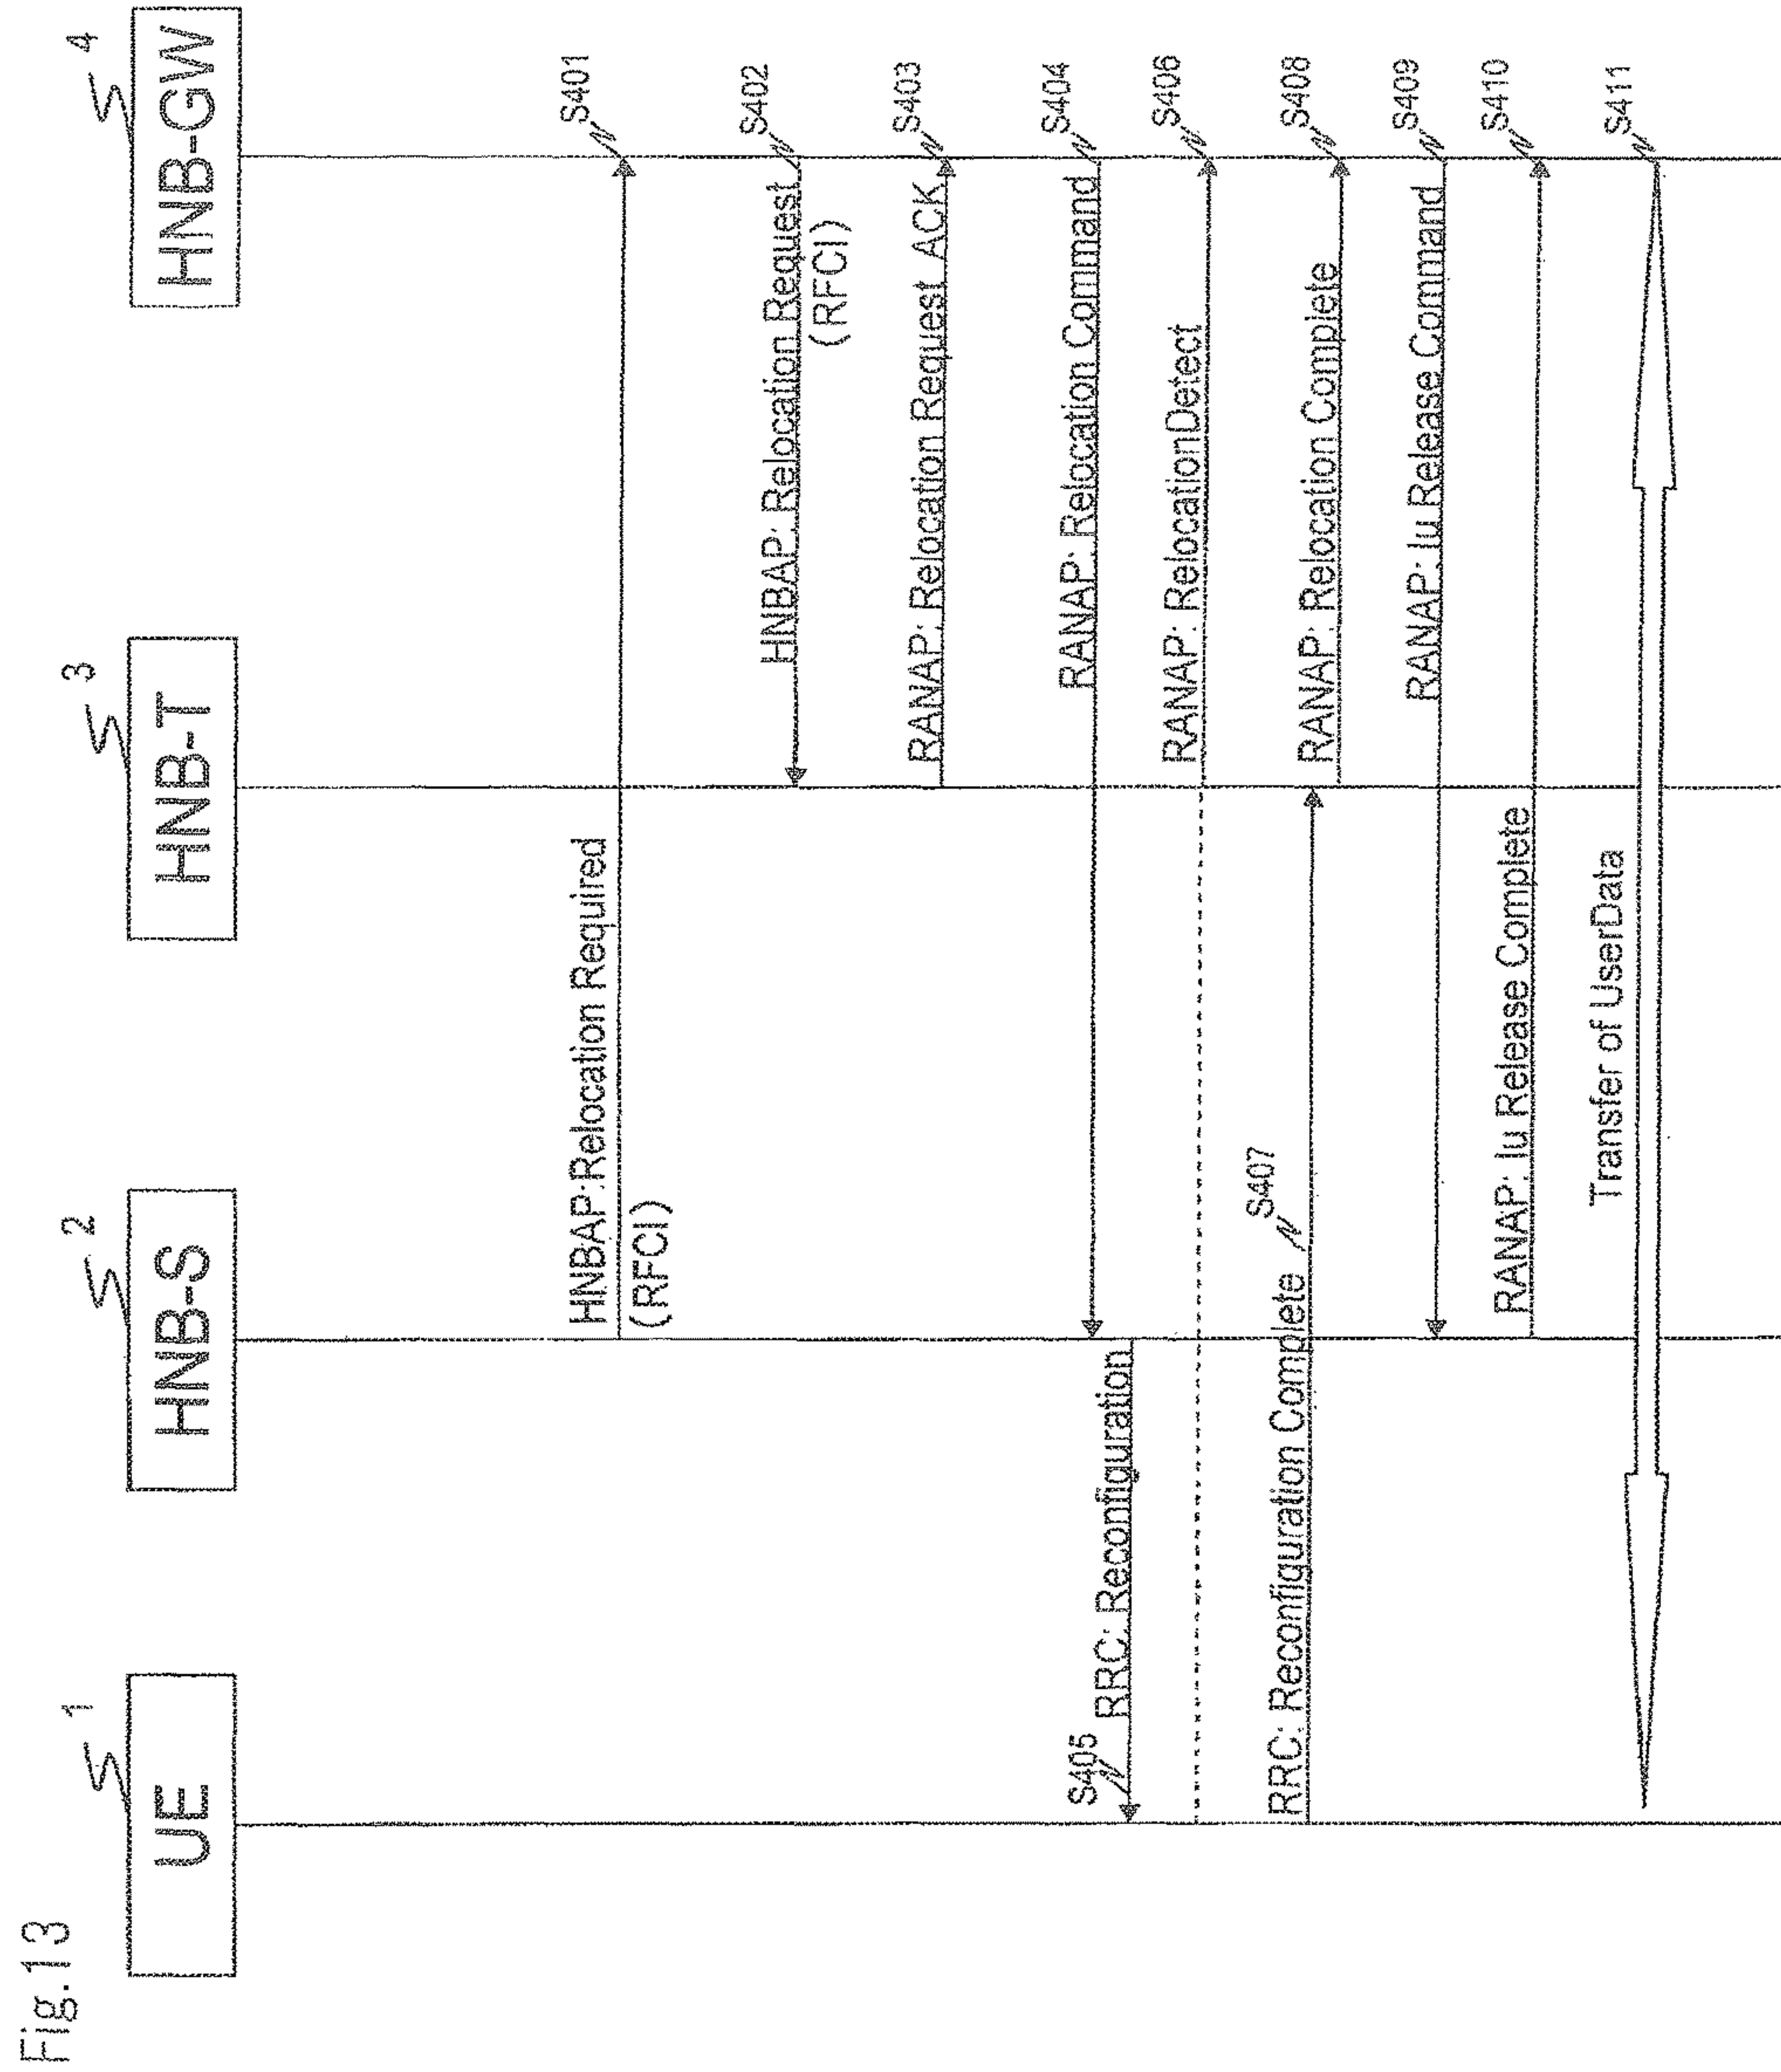 Fig.13
1
UE
2
HNB-S
3
HNB-T
4
HNB-GW
HNBAP:Relocation Required
(RFCI)
S401
HNBAP: Relocation Request
(RFCI)
S402
RANAP: Relocation Request ACK
S403
RANAP: Relocation Command
S404
S405
RRC: Reconfiguration
RANAP: RelocationDetect
S406
RRC: Reconfiguration Complete
S407
RANAP: Relocation Complete
S408
RANAP: Iu Release Command
S409
RANAP: Iu Release Complete
S410
Transfer of UserData
S411